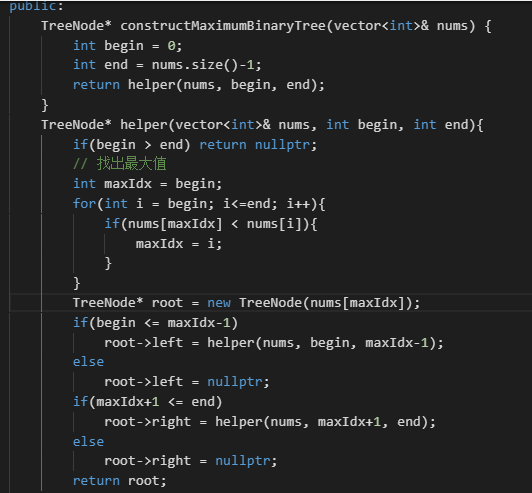 public:
    TreeNode* constructMaximumBinaryTree(vector<int>& nums) {
        int begin = 0;
        int end = nums.size()-1;
        return helper(nums, begin, end);
    }
    TreeNode* helper(vector<int>& nums, int begin, int end){
        if(begin > end) return nullptr;
        // 找出最大值
        int maxIdx = begin;
        for(int i = begin; i<=end; i++){
            if(nums[maxIdx] < nums[i]){
                maxIdx = i;
            }
        }
        TreeNode* root = new TreeNode(nums[maxIdx]);
        if(begin <= maxIdx-1)
            root->left = helper(nums, begin, maxIdx-1);
        else
            root->left = nullptr;
        if(maxIdx+1 <= end)
            root->right = helper(nums, maxIdx+1, end);
        else
            root->right = nullptr;
        return root;